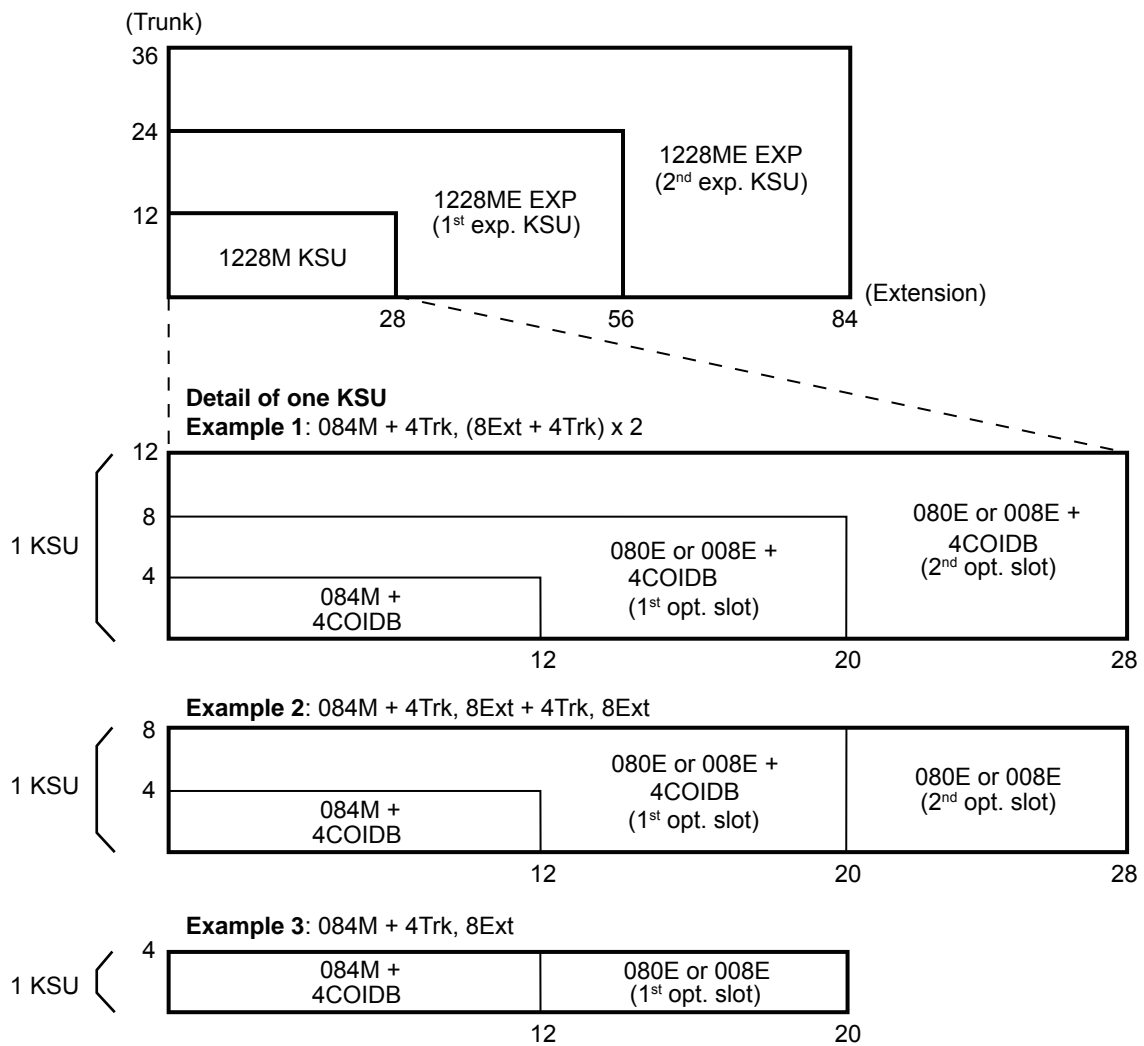 (Trunk)
36
24
12
1228M KSU
1228ME EXP
(1st exp. KSU)
1228ME EXP
(2nd exp. KSU)
(Extension)
28
56
84
Detail of one KSU
Example 1: 084M + 4Trk, (8Ext + 4Trk) x 2
1 KSU
12
8
4
084M +
4COIDB
080E or 008E +
4COIDB
(1st opt. slot)
080E or 008E +
4COIDB
(2nd opt. slot)
12
20
28
Example 2: 084M + 4Trk, 8Ext + 4Trk, 8Ext
1 KSU
8
4
084M +
4COIDB
080E or 008E +
4COIDB
(1st opt. slot)
080E or 008E
(2nd opt. slot)
12
20
28
Example 3: 084M + 4Trk, 8Ext
1 KSU
4
084M +
4COIDB
080E or 008E
(1st opt. slot)
12
20